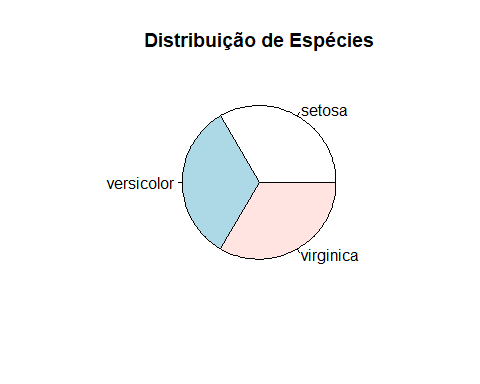 Distribuição de Espécies
setosa
versicolor
virginica